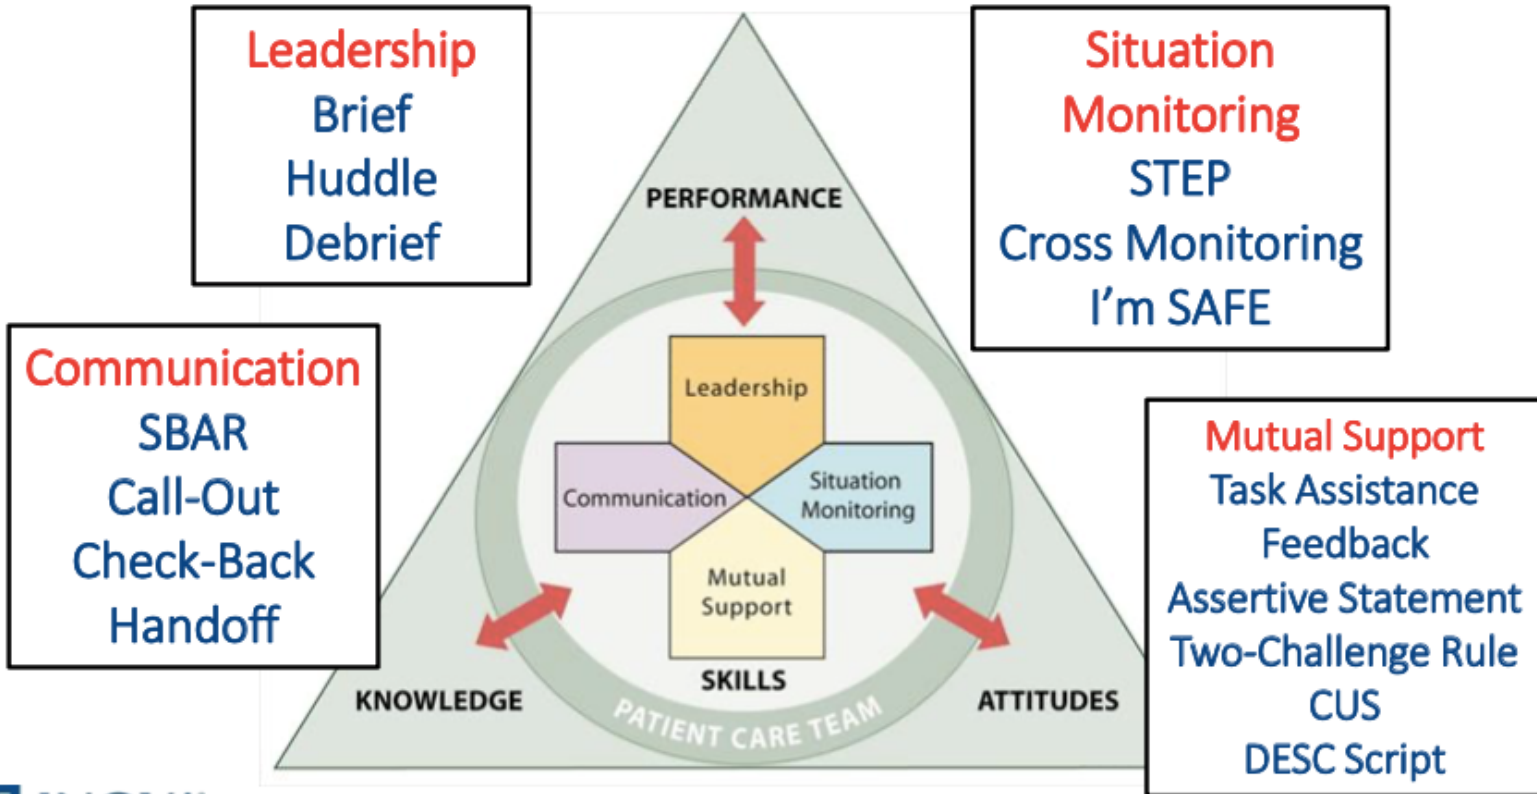 Leadership
Brief
Huddle
Debrief
Situation
Monitoring
STEP
Cross Monitoring
I'm SAFE
Communication
SBAR
Call-Out
Check-Back
Handoff
Mutual Support
Task Assistance
Feedback
Assertive Statement
Two-Challenge Rule
CUS
DESC Script
PERFORMANCE
Leadership
Communication
Situation
Monitoring
Mutual
Support
SKILLS
KNOWLEDGE
ATTITUDES
PATIENT CARE TEAM